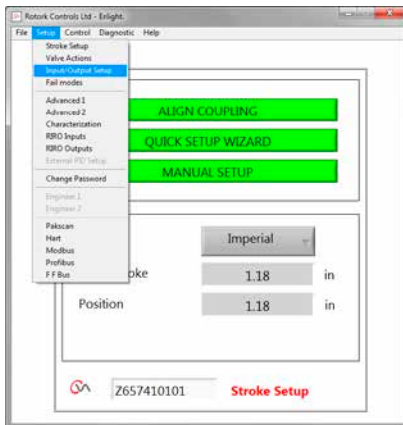 Rotork Controls Ltd - Enlight.
File Setup Control Diagnostic Help
Stroke Setup
Valve Actions
Input/Output Setup
Fail modes
Advanced 1
Advanced 2
Characterization
RIRO Inputs
RIRO Outputs
External PID Setup
Change Password
Engineer 1
Engineer 2
Pakscan
Hart
Modbus
Profibus
F F Bus
ALIGN COUPLING
QUICK SETUP WIZARD
MANUAL SETUP
Imperial
oke 1.18 in
Position 1.18 in
Z657410101 Stroke Setup